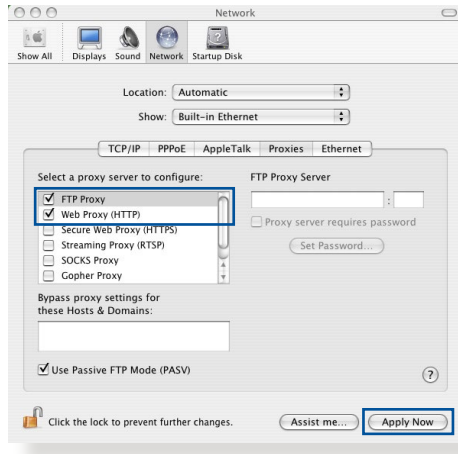 Network
Show All Displays Sound Network Startup Disk
Location: Automatic
Show: Built-in Ethernet
TCP/IP PPPoE AppleTalk Proxies Ethernet
Select a proxy server to configure:
FTP Proxy
Web Proxy (HTTP)
Secure Web Proxy (HTTPS)
Streaming Proxy (RTSP)
SOCKS Proxy
Gopher Proxy
FTP Proxy Server
:
Proxy server requires password
Set Password...
Bypass proxy settings for
these Hosts & Domains:
Use Passive FTP Mode (PASV)
?
Click the lock to prevent further changes.
Assist me... Apply Now